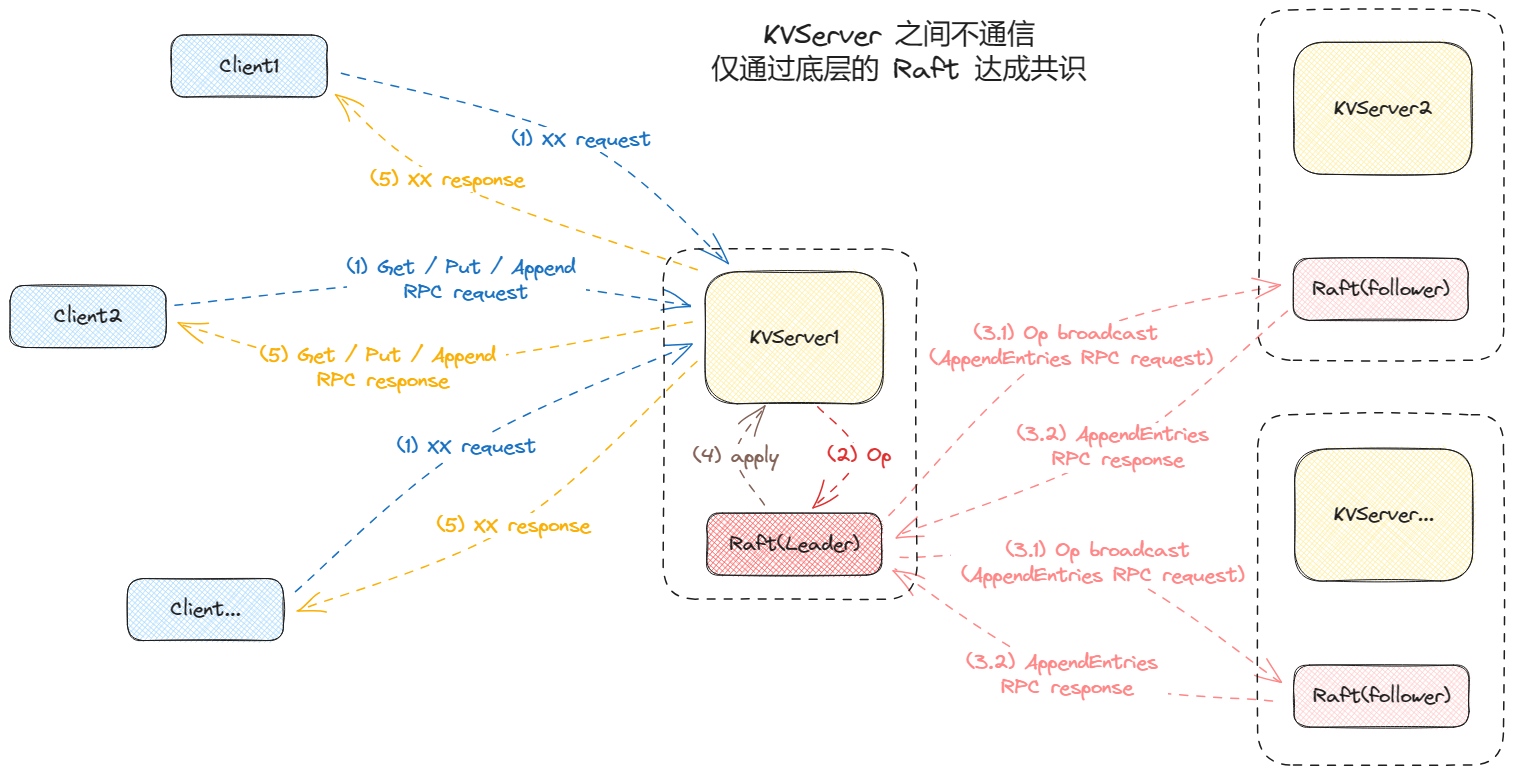 KVServer 之间不通信
仅通过底层的 Raft 达成共识
Client1
(1) XX request
(5) XX response
Client2
(1) Get / Put / Append
RPC request
(5) Get / Put / Append
RPC response
(1) XX request
(5) XX response
Client...
KVServer1
(4) apply
(2) Op
Raft(Leader)
(3.1) Op broadcast
(AppendEntries RPC request)
(3.2) AppendEntries
RPC response
(3.1) Op broadcast
(AppendEntries RPC request)
(3.2) AppendEntries
RPC response
KVServer2
Raft(follower)
KVServer...
Raft(follower)